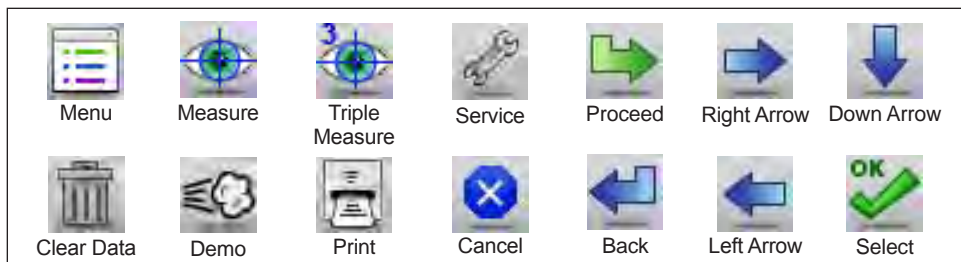 Menu
Measure
3
Triple
Measure
Service
Proceed
Right Arrow
Down Arrow
Clear Data
Demo
Print
Cancel
Back
Left Arrow
OK
Select